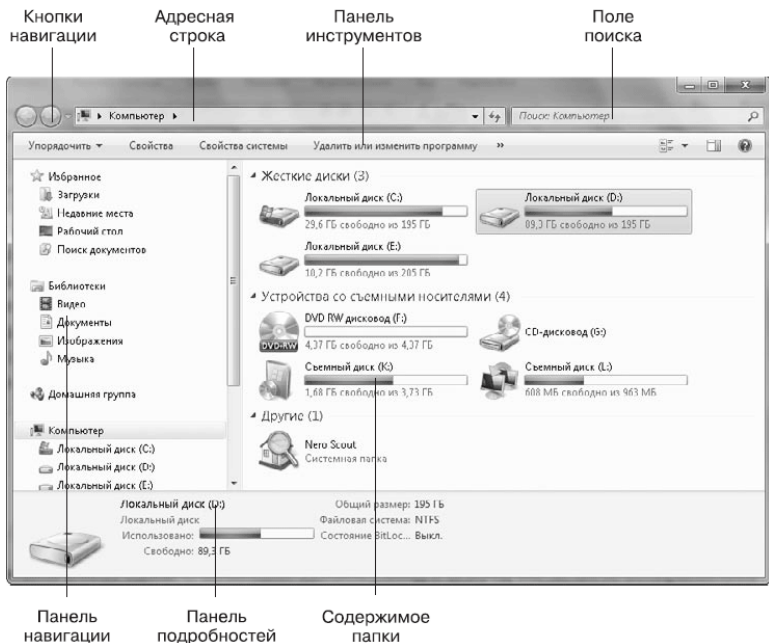 Кнопки
навигации
Адресная
строка
Панель
инструментов
Поле
поиска
Компьютер
Поиск: Компьютер
Упорядочить
Свойства
Свойства системы
Удалить или изменить программу
»
Избранное
Загрузки
Недавние места
Рабочий стол
Поиск документов
Библиотеки
Видео
Документы
Изображения
Музыка
Домашняя группа
Компьютер
Локальный диск (C:)
Локальный диск (D:)
Локальный диск (E:)
Жесткие диски (3)
Локальный диск (C:)
29,6 ГБ свободно из 195 ГБ
Локальный диск (D:)
89,3 ГБ свободно из 195 ГБ
Локальный диск (E:)
10,2 ГБ свободно из 205 ГБ
Устройства со съемными носителями (4)
DVD RW дисковод (F:)
DVD-RW
4,37 ГБ свободно из 4,37 ГБ
CD-дисковод (G:)
Съемный диск (K:)
1,68 ГБ свободно из 3,73 ГБ
Съемный диск (L:)
608 МБ свободно из 963 МБ
Другие (1)
Nero Scout
Системная папка
Локальный диск (D:)
Общий размер: 195 ГБ
Локальный диск
Файловая система: NTFS
Использовано:
Состояние BitLoc... Выкл.
Свободно: 89,3 ГБ
Панель
навигации
Панель
подробностей
Содержимое
папки